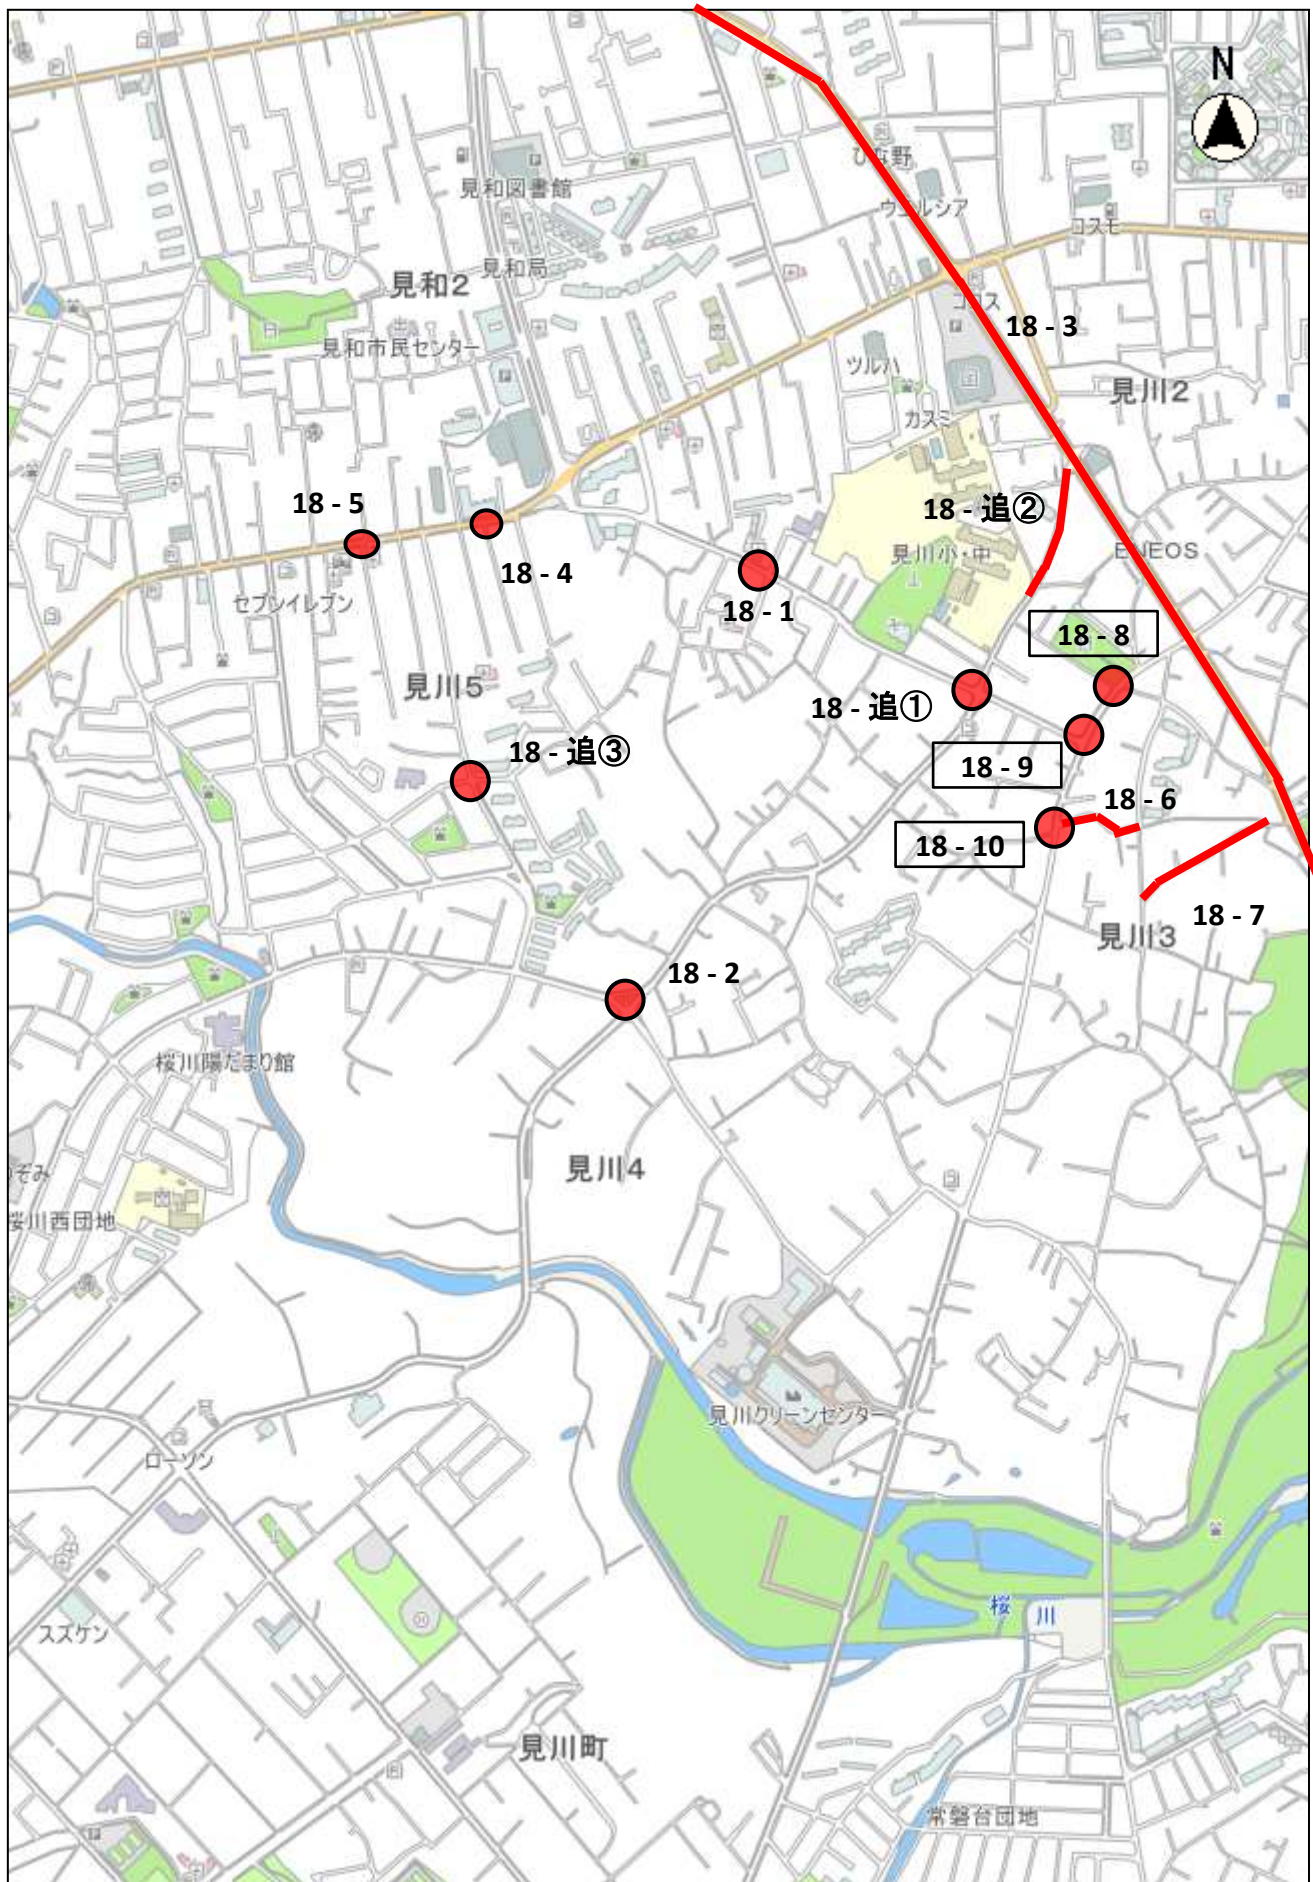 N
ひな野
見和図書館
ウエルシア
コスモ
見和局
見和2
ココス
18 - 3
見和市民センター
ツルハ
見川2
カスミ
18 - 5
18 - 追②
ENEOS
見川小・中
18 - 4
セブンイレブン
18 - 1
18 - 8
見川5
18 - 追①
18 - 追③
18 - 9
18 - 6
18 - 10
18 - 7
見川3
18 - 2
桜川陽だまり館
見川4
ぞみ
桜川西団地
見川クリーンセンター
ローソン
桜川
スズケン
見川町
常磐台団地